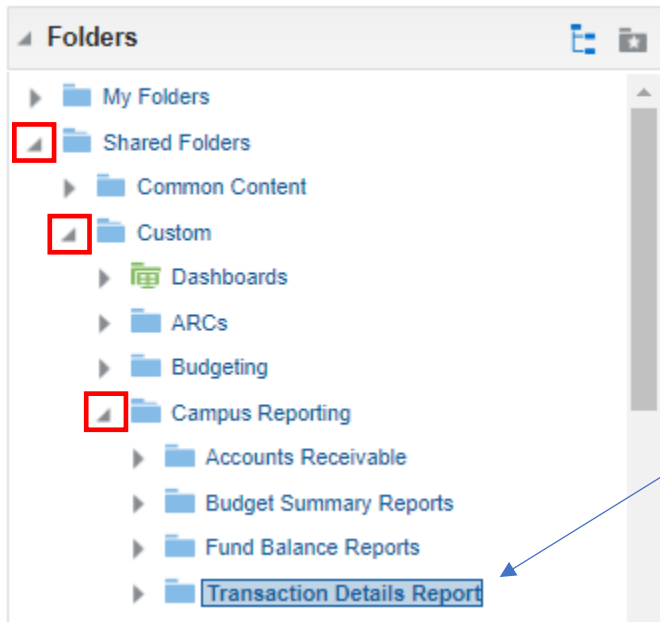 Folders
My Folders
Shared Folders
Common Content
Custom
Dashboards
ARCs
Budgeting
Campus Reporting
Accounts Receivable
Budget Summary Reports
Fund Balance Reports
Transaction Details Report